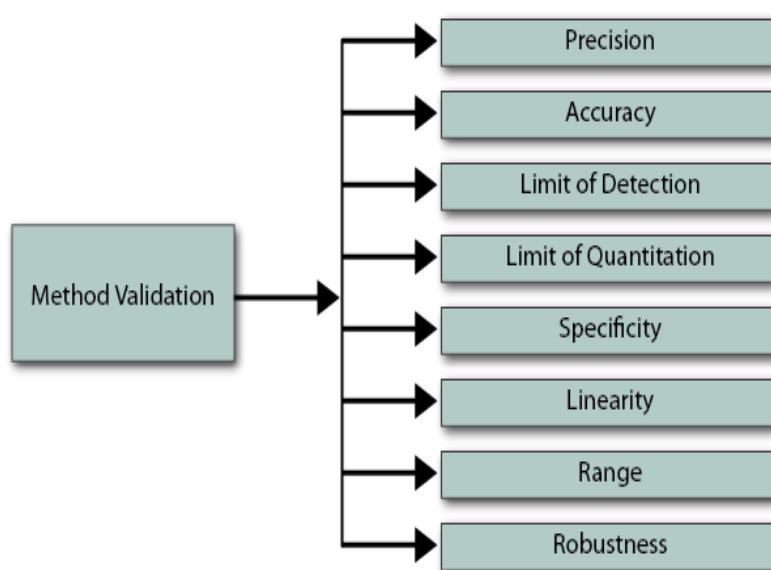 Precision
Accuracy
Limit of Detection
Limit of Quantitation
Method Validation
Specificity
Linearity
Range
Robustness